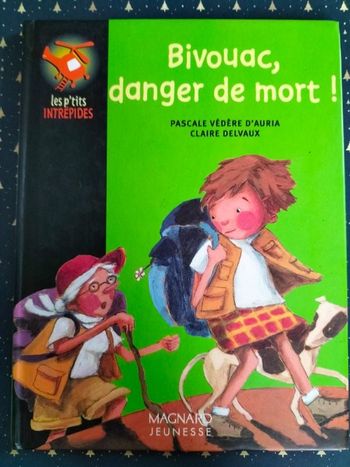 les p'tits
INTRÉPIDES
Bivouac,
danger de mort !
PASCALE VÉDÈRE D'AURIA
CLAIRE DELVAUX
MAGNARD
JEUNESSE